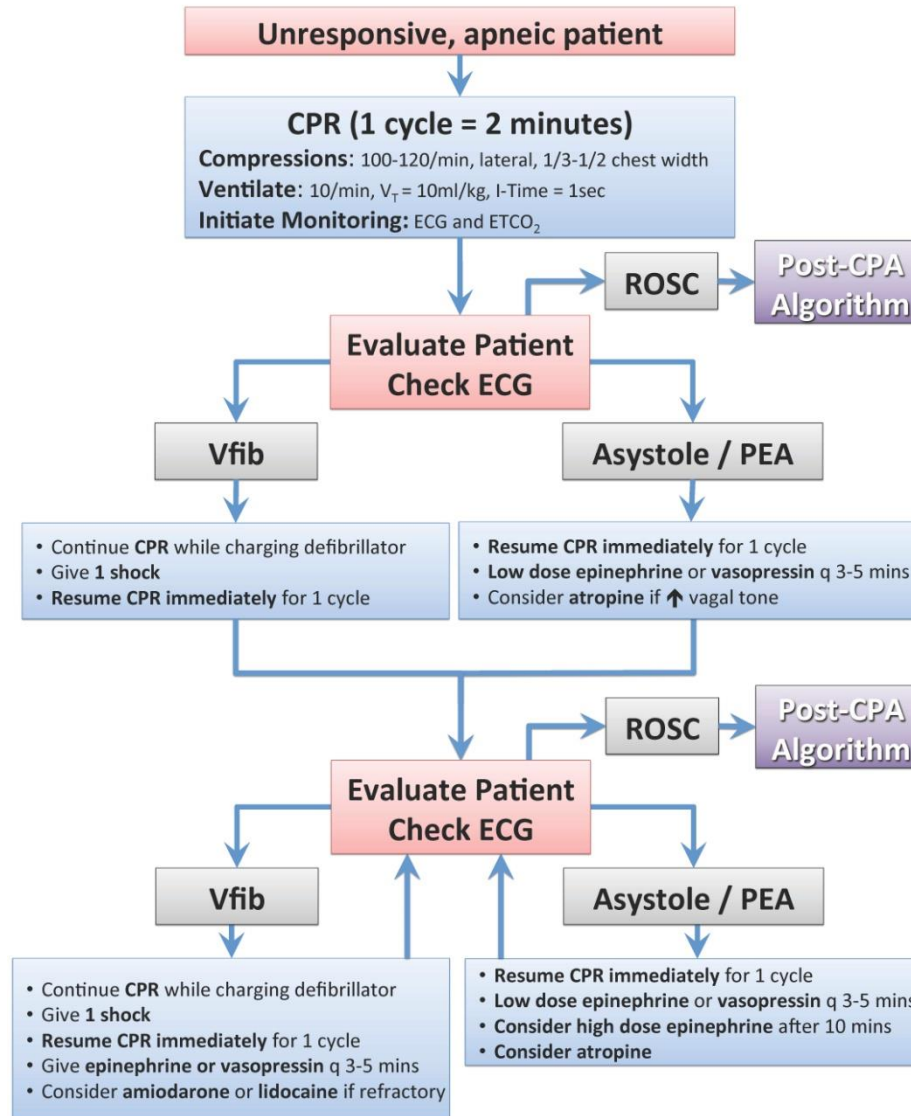 Unresponsive, apneic patient
CPR (1 cycle = 2 minutes)
Compressions: 100-120/min, lateral, 1/3-1/2 chest width
Ventilate: 10/min, VT = 10ml/kg, I-Time = 1sec
Initiate Monitoring: ECG and ETCO2
ROSC
Post-CPA
Algorithm
Evaluate Patient
Check ECG
Vfib
Asystole / PEA
• Continue CPR while charging defibrillator
• Give 1 shock
• Resume CPR immediately for 1 cycle
• Resume CPR immediately for 1 cycle
• Low dose epinephrine or vasopressin q 3-5 mins
• Consider atropine if ↑ vagal tone
ROSC
Post-CPA
Algorithm
Evaluate Patient
Check ECG
Vfib
Asystole / PEA
• Continue CPR while charging defibrillator
• Give 1 shock
• Resume CPR immediately for 1 cycle
• Give epinephrine or vasopressin q 3-5 mins
• Consider amiodarone or lidocaine if refractory
• Resume CPR immediately for 1 cycle
• Low dose epinephrine or vasopressin q 3-5 mins
• Consider high dose epinephrine after 10 mins
• Consider atropine